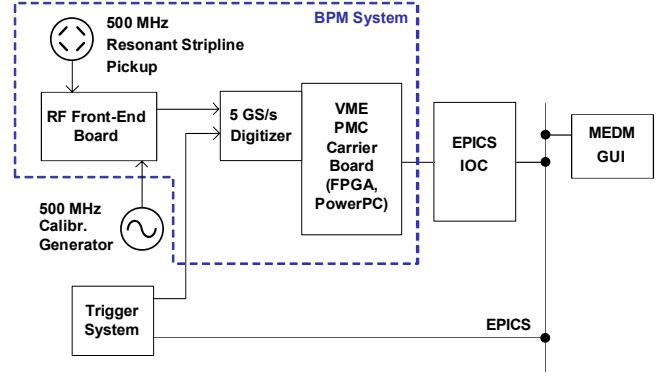 BPM System
500 MHz
Resonant Stripline
Pickup
RF Front-End
Board
5 GS/s
Digitizer
VME
PMC
Carrier
Board
(FPGA,
PowerPC)
EPICS
IOC
MEDM
GUI
500 MHz
Calibr.
Generator
Trigger
System
EPICS